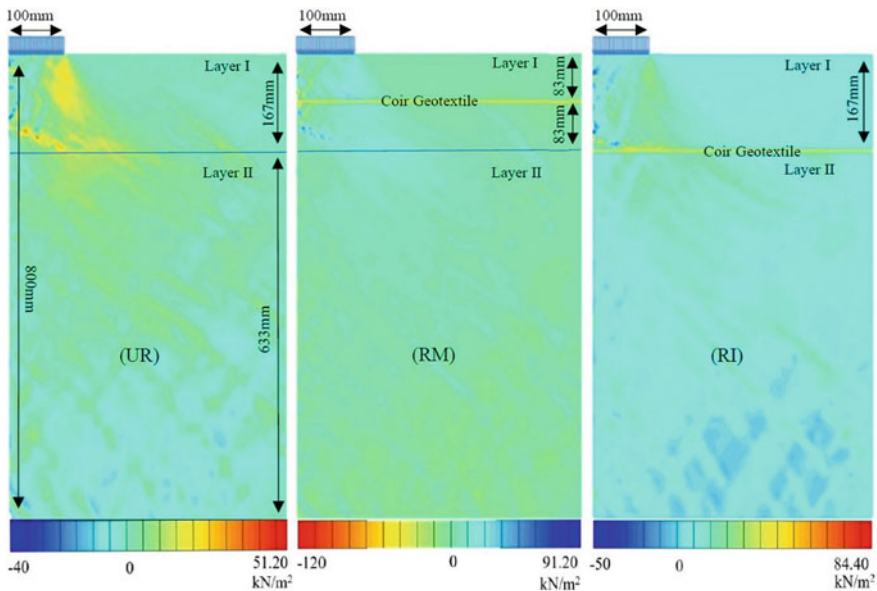 100mm
Layer I
167mm
Layer II
800mm
633mm
(UR)
-40
0
51.20
kN/m²
100mm
Layer I
83mm
Coir Geotextile
83mm
Layer II
(RM)
-120
0
91.20
kN/m²
100mm
Layer I
167mm
Coir Geotextile
Layer II
(RI)
-50
0
84.40
kN/m²